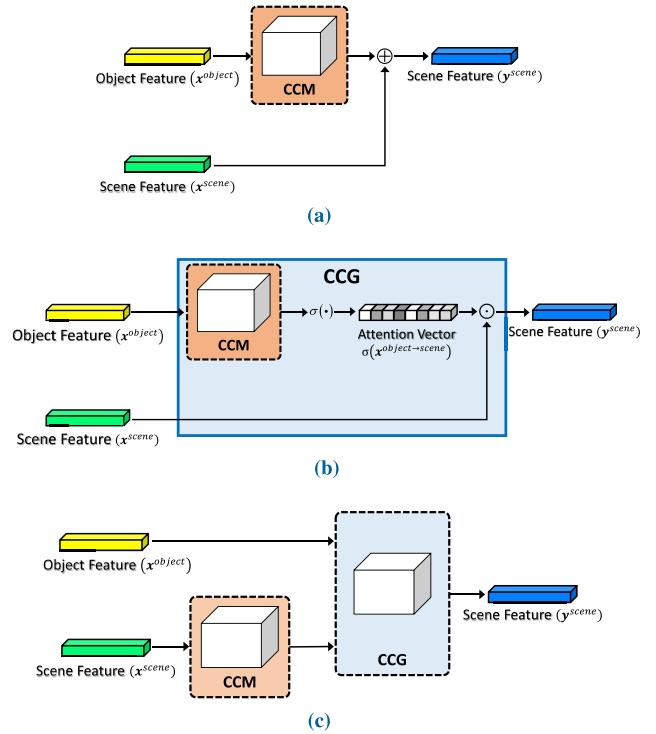 Object Feature (x^object)
CCM
Scene Feature (y^scene)
Scene Feature (x^scene)
(a)
CCG
σ(·)
Object Feature (x^object)
CCM
Attention Vector
σ(x^object→scene)
Scene Feature (y^scene)
Scene Feature (x^scene)
(b)
Object Feature (x^object)
Scene Feature (y^scene)
Scene Feature (x^scene)
CCM
CCG
(c)